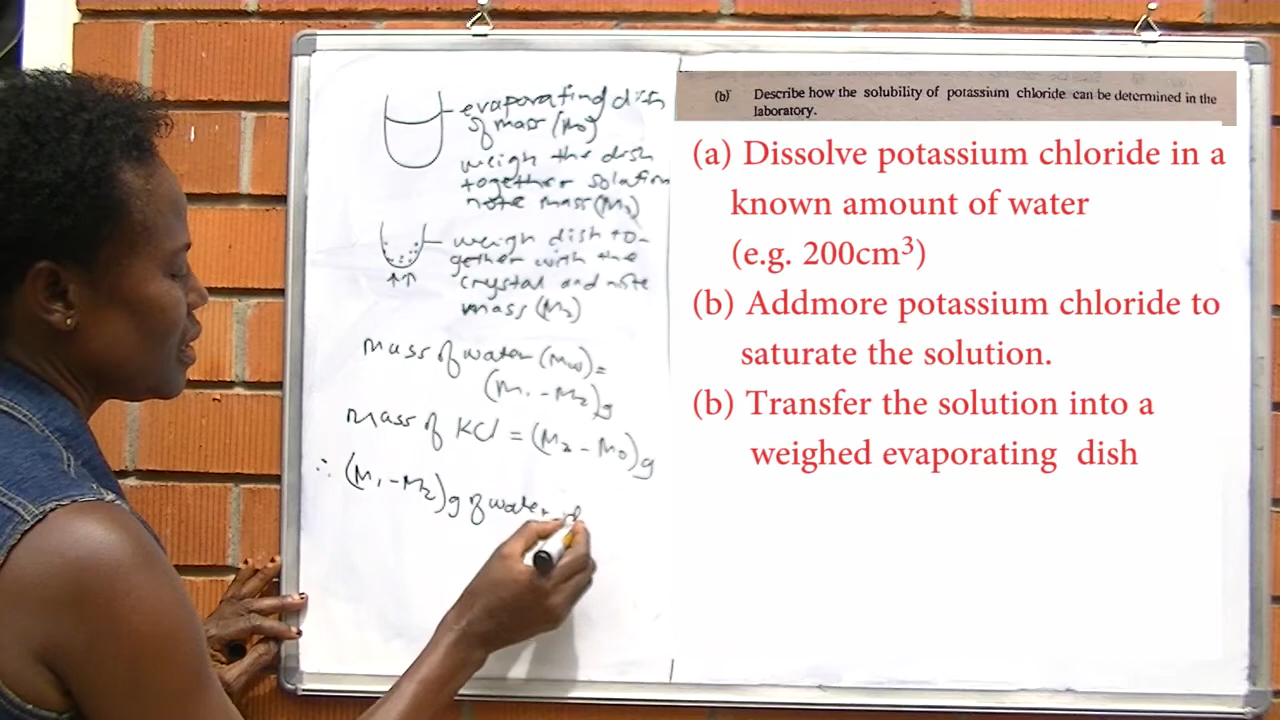 evaporating dish
of mass (M0)
weigh the dish
together solution
note mass (M1)
weigh dish to-
gether with the
crystal and note
mass (M2)
mass of water (Mw) =
(M1 - M2)g
mass of KCl = (M2 - M0)g
∴ (M1 - M2)g of water
(b) Describe how the solubility of potassium chloride can be determined in the
laboratory.
(a) Dissolve potassium chloride in a
known amount of water
(e.g. 200cm³)
(b) Addmore potassium chloride to
saturate the solution.
(b) Transfer the solution into a
weighed evaporating dish